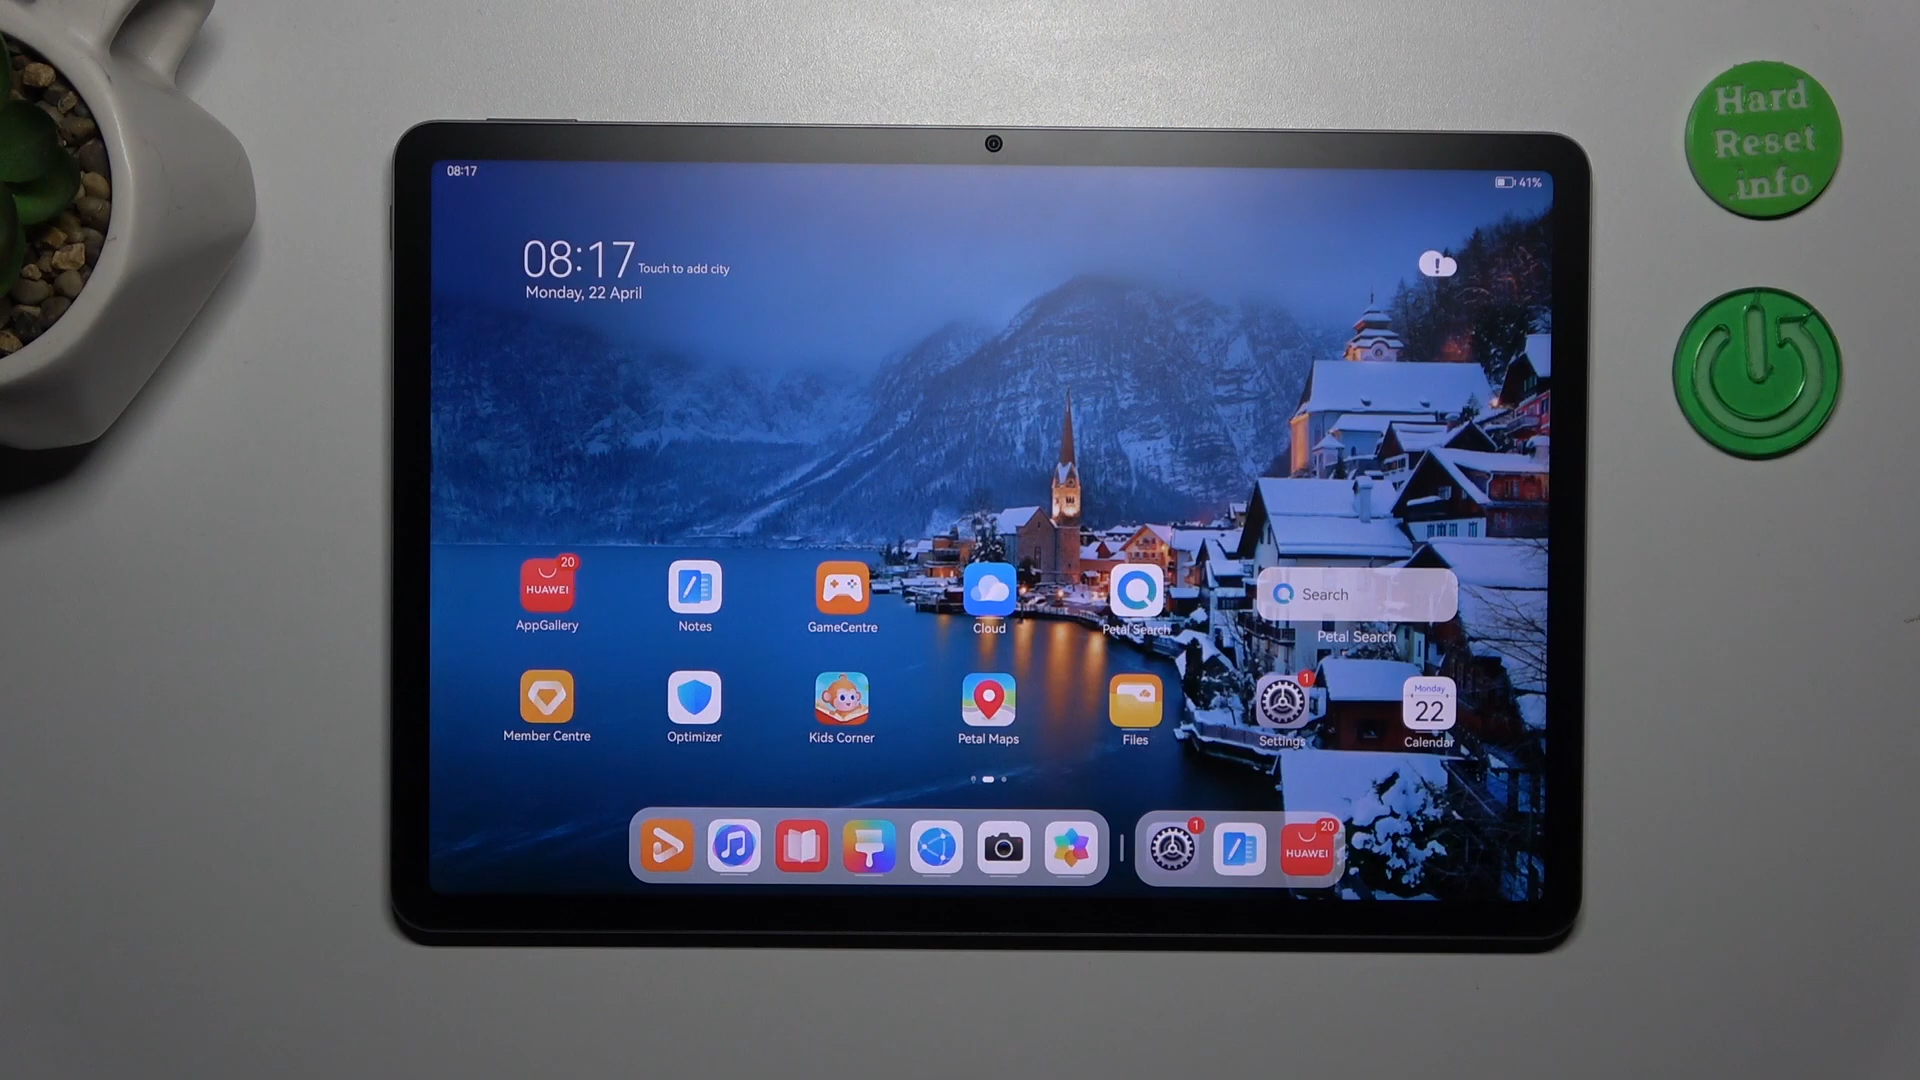 Hard
Reset
.info
08:17
41%
08:17 Touch to add city
Monday, 22 April
20
HUAWEI
AppGallery
Notes
GameCentre
Cloud
Petal Search
Search
Petal Search
Member Centre
Optimizer
Kids Corner
Petal Maps
Files
1
Settings
Monday
22
Calendar
1
20
HUAWEI